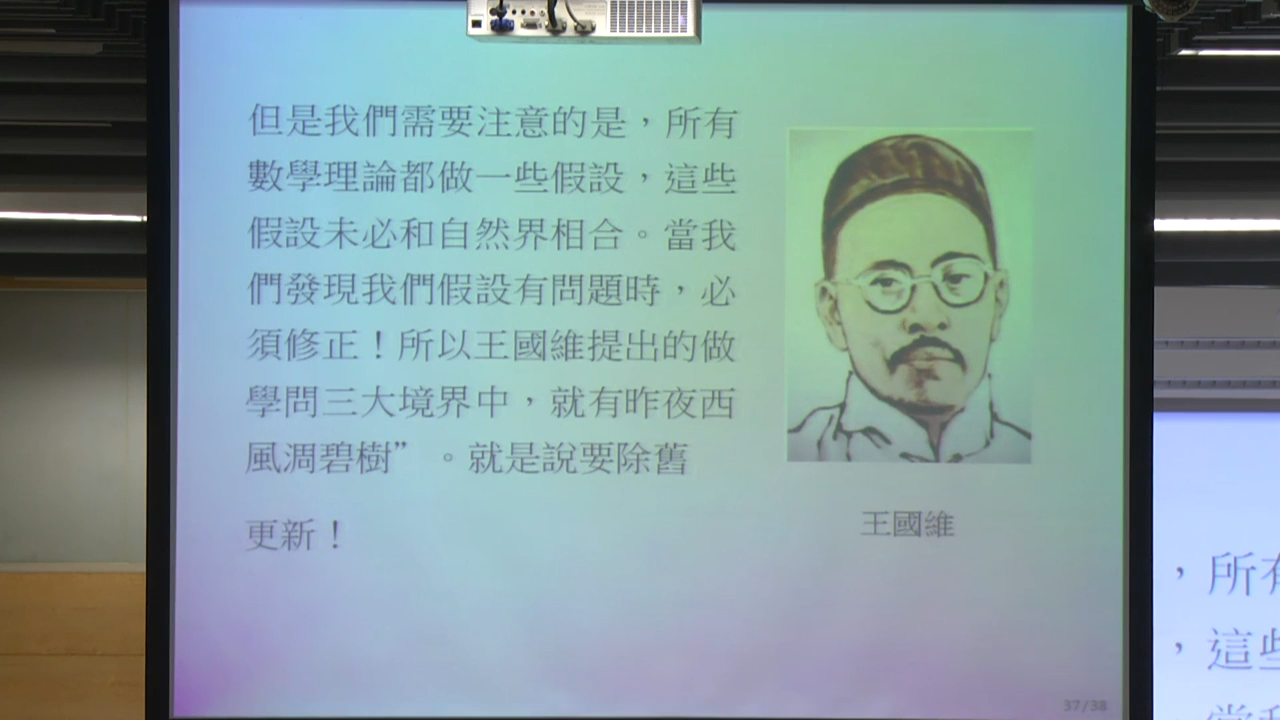 但是我們需要注意的是，所有
數學理論都做一些假設，這些
假設未必和自然界相合。當我
們發現我們假設有問題時，必
須修正！所以王國維提出的做
學問三大境界中，就有昨夜西
風凋碧樹”。就是說要除舊
更新！
王國維
37/38
，所有
，這些